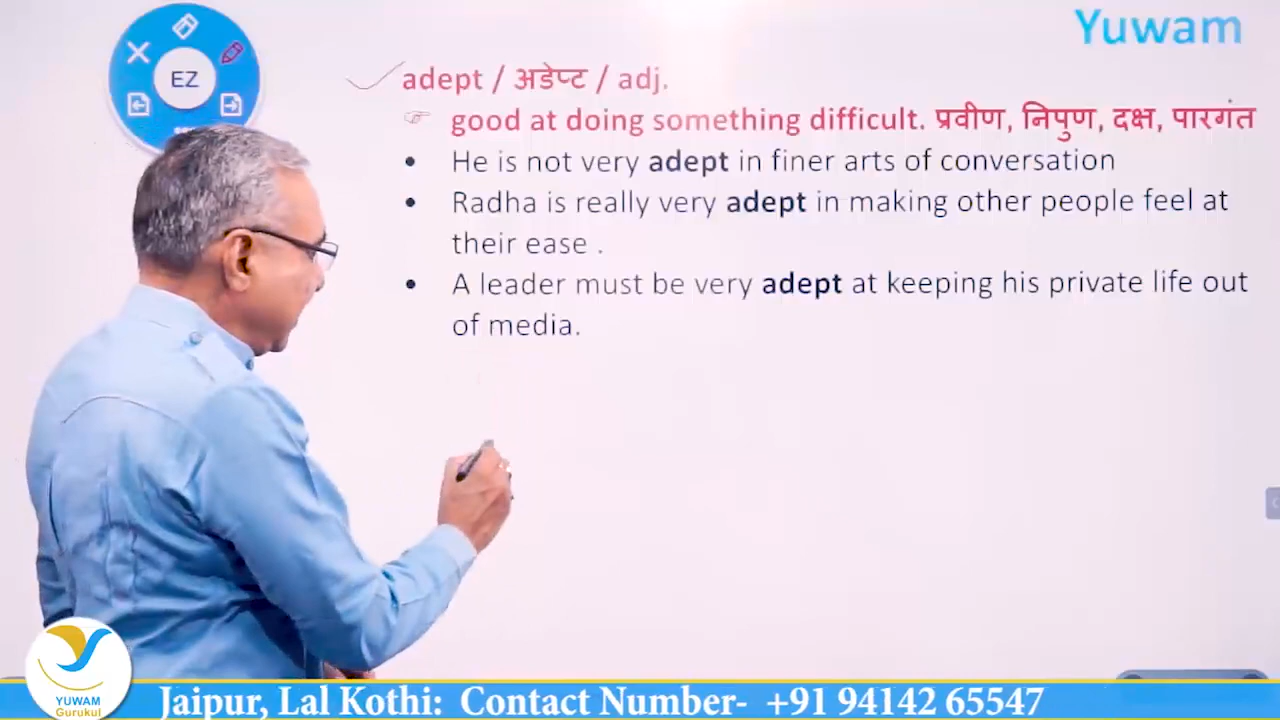 Yuwam
EZ
adept / अडेप्ट / adj.
good at doing something difficult. प्रवीण, निपुण, दक्ष, पारगंत
• He is not very adept in finer arts of conversation
• Radha is really very adept in making other people feel at
their ease .
• A leader must be very adept at keeping his private life out
of media.
YUWAM
Gurukul
Jaipur, Lal Kothi: Contact Number- +91 94142 65547